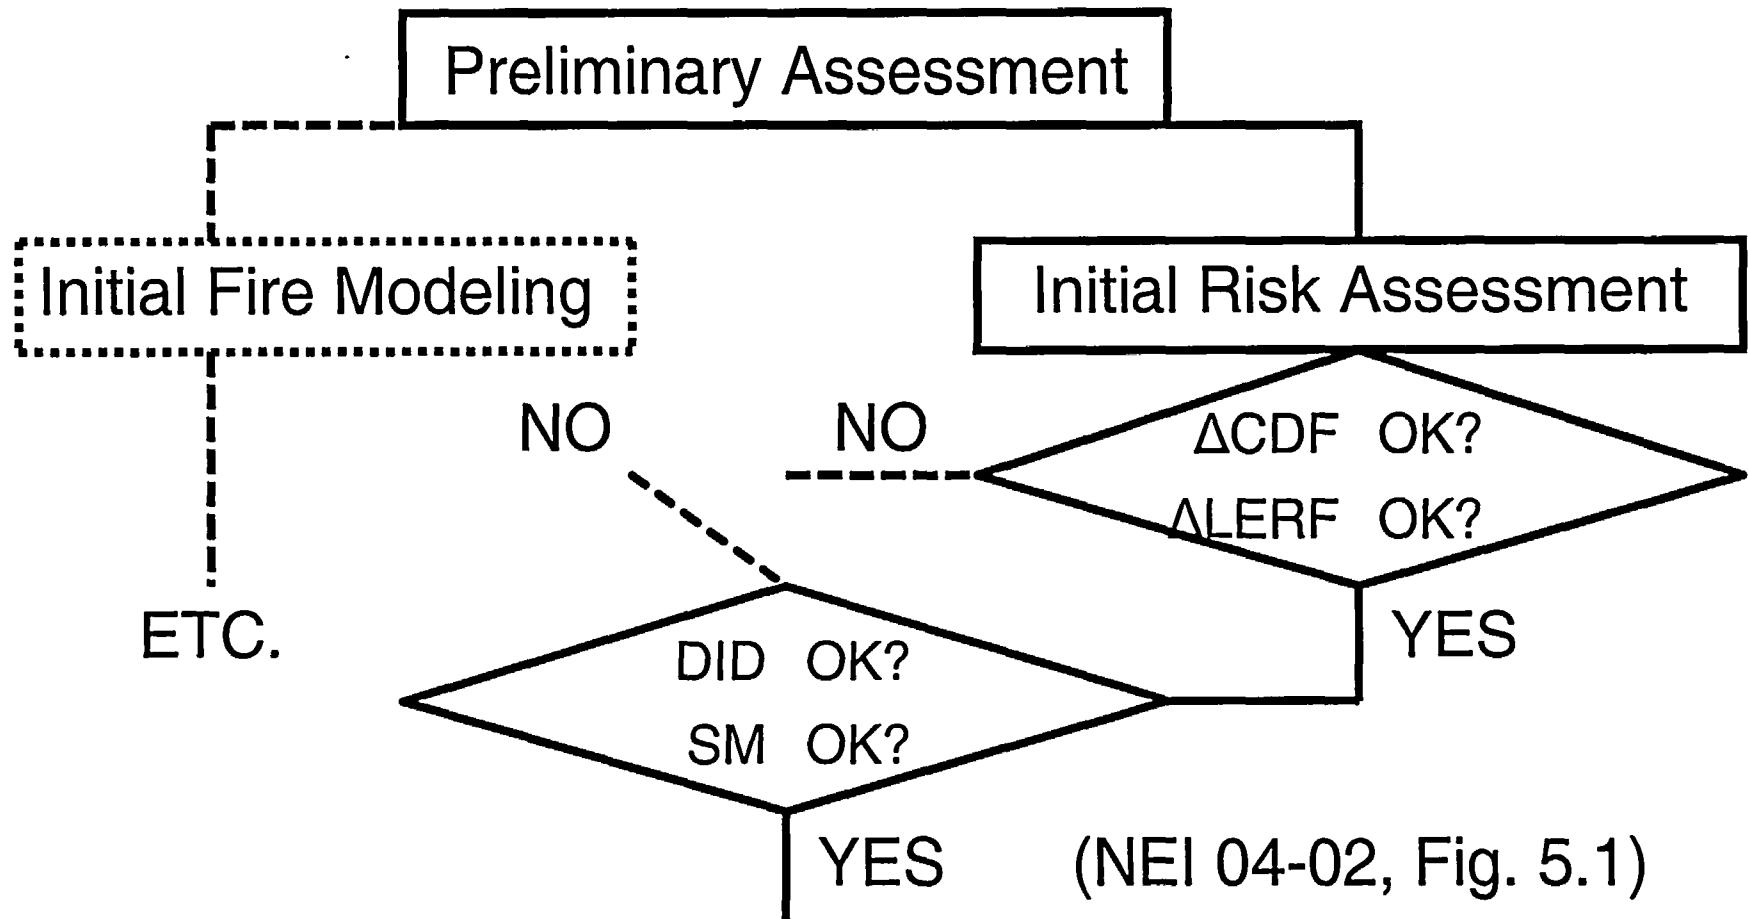 Preliminary Assessment
Initial Fire Modeling
Initial Risk Assessment
NO
NO
ΔCDF OK?
ΔLERF OK?
ETC.
YES
DID OK?
SM OK?
YES
(NEI 04-02, Fig. 5.1)